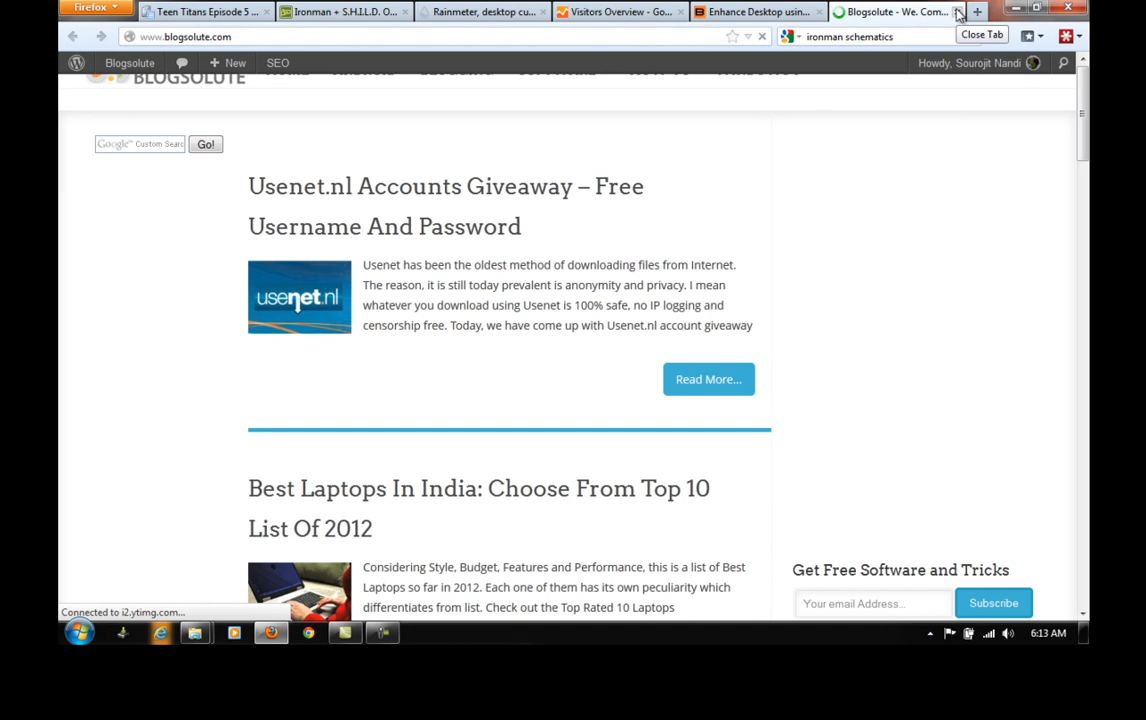 Firefox
Teen Titans Episode 5 ...
Ironman + S.H.I.L.D. O...
Rainmeter, desktop cu...
Visitors Overview - Go...
Enhance Desktop usin...
Blogsolute - We. Com...
www.blogsolute.com
ironman schematics
Close Tab
Blogsolute
+ New
SEO
Howdy, Sourojit Nandi
BLOGSOLUTE
Google™ Custom Searc
Go!
Usenet.nl Accounts Giveaway – Free
Username And Password
usenet.nl
Usenet has been the oldest method of downloading files from Internet.
The reason, it is still today prevalent is anonymity and privacy. I mean
whatever you download using Usenet is 100% safe, no IP logging and
censorship free. Today, we have come up with Usenet.nl account giveaway
Read More...
Best Laptops In India: Choose From Top 10
List Of 2012
Considering Style, Budget, Features and Performance, this is a list of Best
Laptops so far in 2012. Each one of them has its own peculiarity which
differentiates from list. Check out the Top Rated 10 Laptops
Get Free Software and Tricks
Your email Address...
Subscribe
Connected to i2.ytimg.com...
6:13 AM